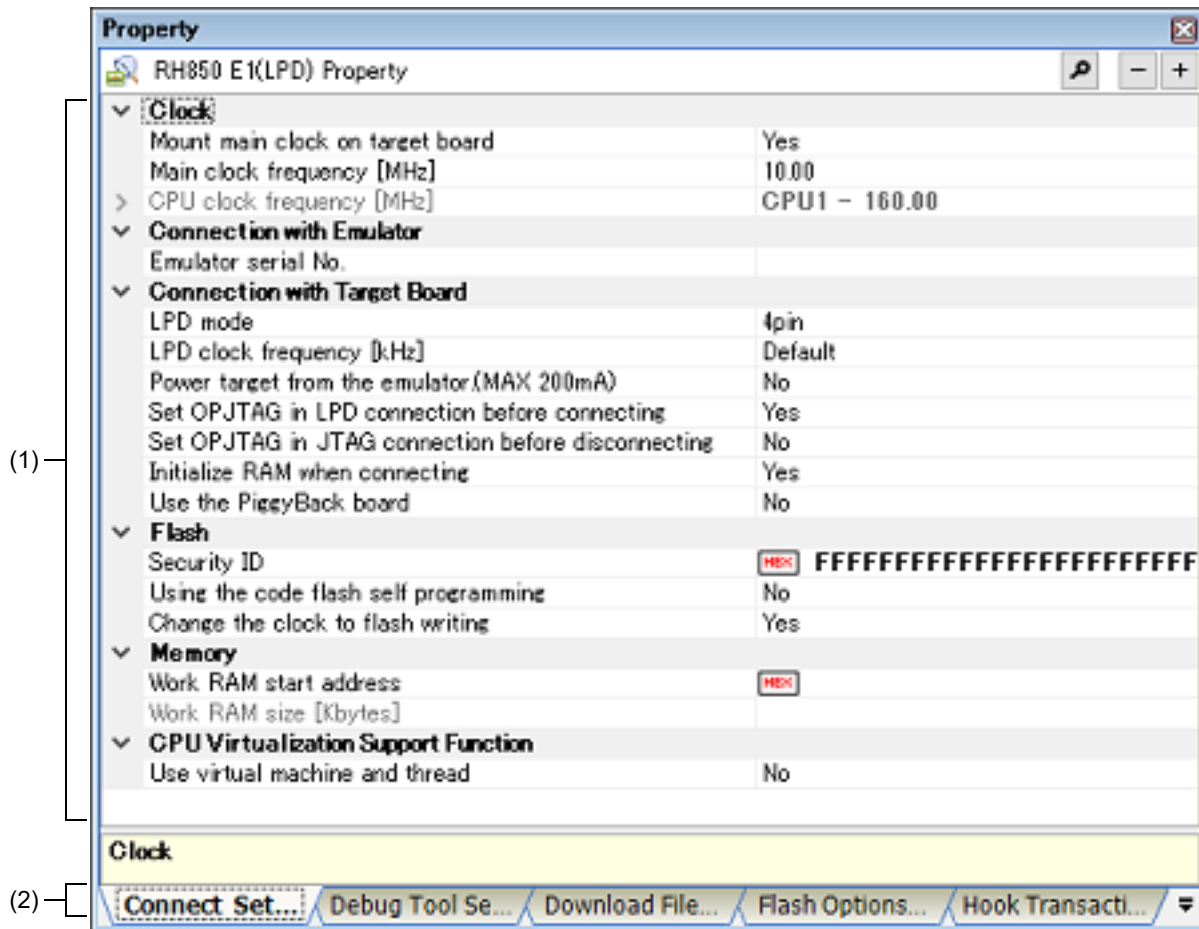 Property
RH850 E1(LPD) Property
Clock
Mount main clock on target board Yes
Main clock frequency [MHz] 10.00
CPU clock frequency [MHz] CPU1 - 160.00
Connection with Emulator
Emulator serial No.
Connection with Target Board
LPD mode 4pin
LPD clock frequency [kHz] Default
Power target from the emulator.(MAX 200mA) No
Set OPJTAG in LPD connection before connecting Yes
(1) Set OPJTAG in JTAG connection before disconnecting No
Initialize RAM when connecting Yes
Use the PiggyBack board No
Flash
Security ID HEX FFFFFFFFFFFFFFFFFFFFFFFF
Using the code flash self programming No
Change the clock to flash writing Yes
Memory
Work RAM start address HEX
Work RAM size [Kbytes]
CPU Virtualization Support Function
Use virtual machine and thread No
Clock
(2) Connect Set... Debug Tool Se... Download File... Flash Options... Hook Transacti...